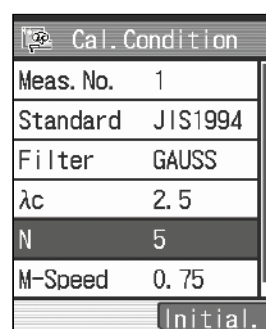 Cal. Condition
Meas. No. 1
Standard JIS1994
Filter GAUSS
λc 2.5
N 5
M-Speed 0.75
Initial.